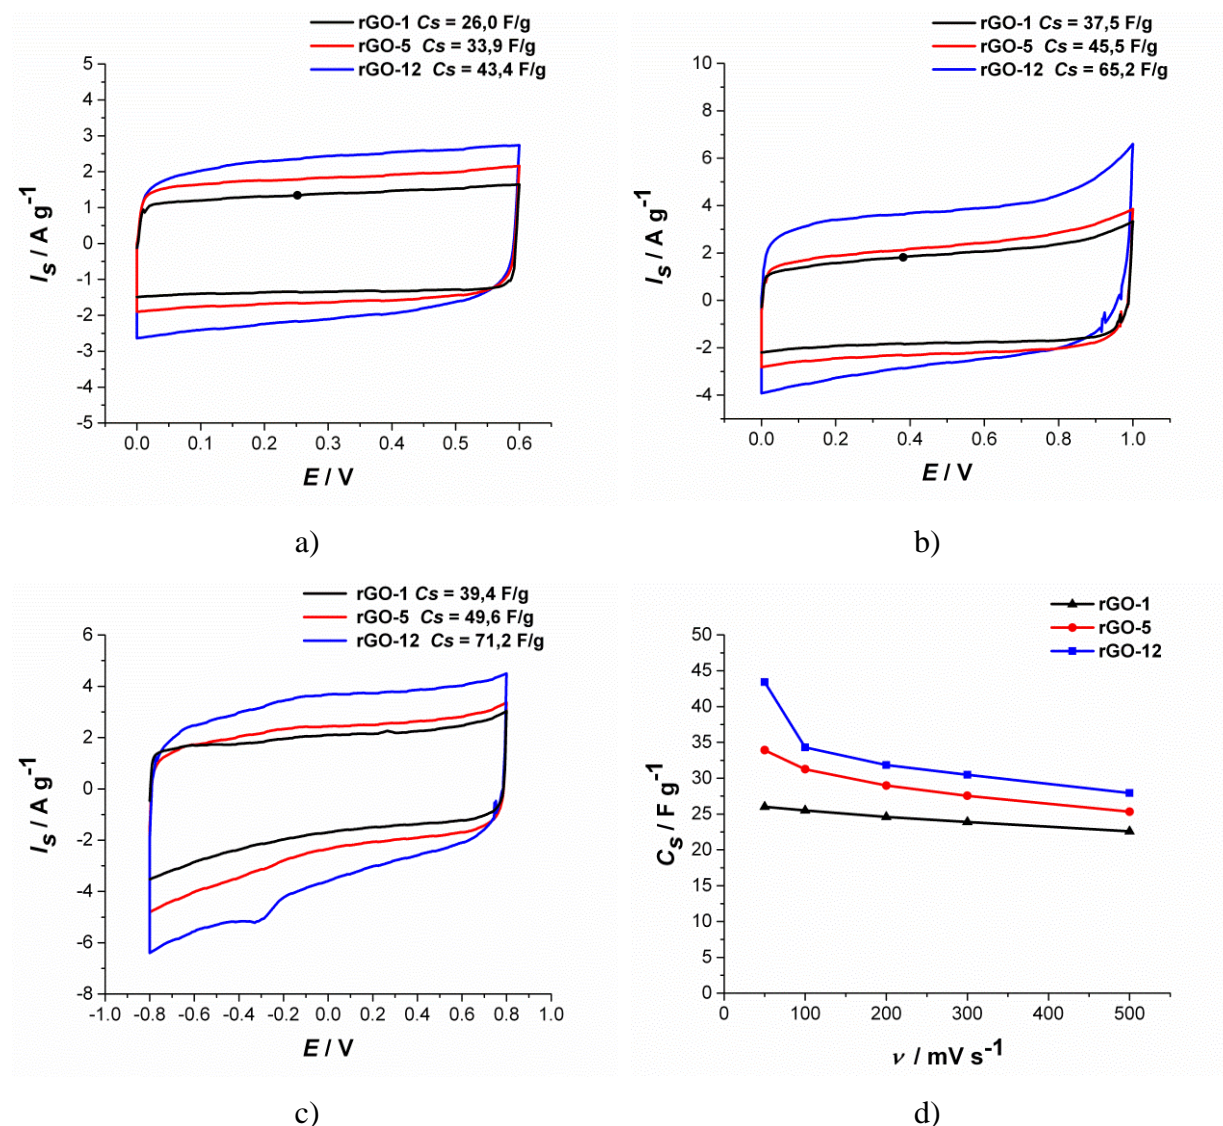 rGO-1 Cs = 26,0 F/g
rGO-5 Cs = 33,9 F/g
rGO-12 Cs = 43,4 F/g
5
4
3
2
1
0
-1
-2
-3
-4
-5
Is / A g-1
0.0 0.1 0.2 0.3 0.4 0.5 0.6
E / V
a)
rGO-1 Cs = 37,5 F/g
rGO-5 Cs = 45,5 F/g
rGO-12 Cs = 65,2 F/g
10
8
6
4
2
0
-2
-4
Is / A g-1
0.0 0.2 0.4 0.6 0.8 1.0
E / V
b)
rGO-1 Cs = 39,4 F/g
rGO-5 Cs = 49,6 F/g
rGO-12 Cs = 71,2 F/g
6
4
2
0
-2
-4
-6
-8
Is / A g-1
-1.0 -0.8 -0.6 -0.4 -0.2 0.0 0.2 0.4 0.6 0.8 1.0
E / V
c)
rGO-1
rGO-5
rGO-12
50
45
40
35
30
25
20
15
10
5
0
Cs / F g-1
0 100 200 300 400 500
ν / mV s-1
d)